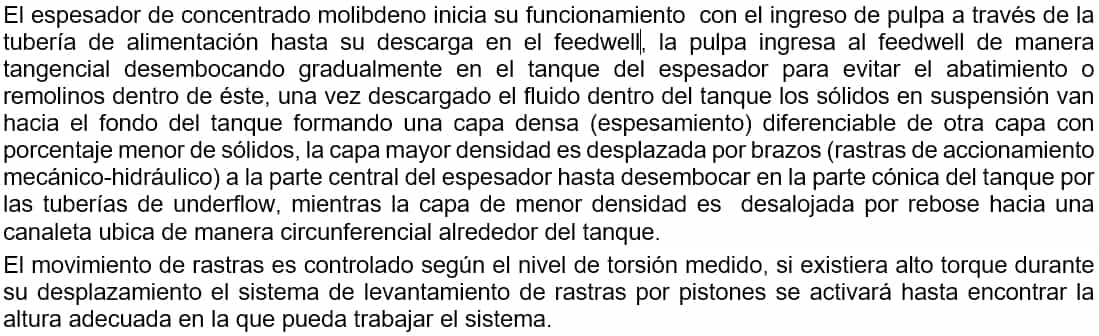 El espesador de concentrado molibdeno inicia su funcionamiento  con el ingreso de pulpa a través de la
tubería de alimentación hasta su descarga en el feedwell, la pulpa ingresa al feedwell de manera
tangencial desembocando gradualmente en el tanque del espesador para evitar el abatimiento o
remolinos dentro de éste, una vez descargado el fluido dentro del tanque los sólidos en suspensión van
hacia el fondo del tanque formando una capa densa (espesamiento) diferenciable de otra capa con
porcentaje menor de sólidos, la capa mayor densidad es desplazada por brazos (rastras de accionamiento
mecánico-hidráulico) a la parte central del espesador hasta desembocar en la parte cónica del tanque por
las tuberías de underflow, mientras la capa de menor densidad es  desalojada por rebose hacia una
canaleta ubica de manera circunferencial alrededor del tanque.
El movimiento de rastras es controlado según el nivel de torsión medido, si existiera alto torque durante
su desplazamiento el sistema de levantamiento de rastras por pistones se activará hasta encontrar la
altura adecuada en la que pueda trabajar el sistema.